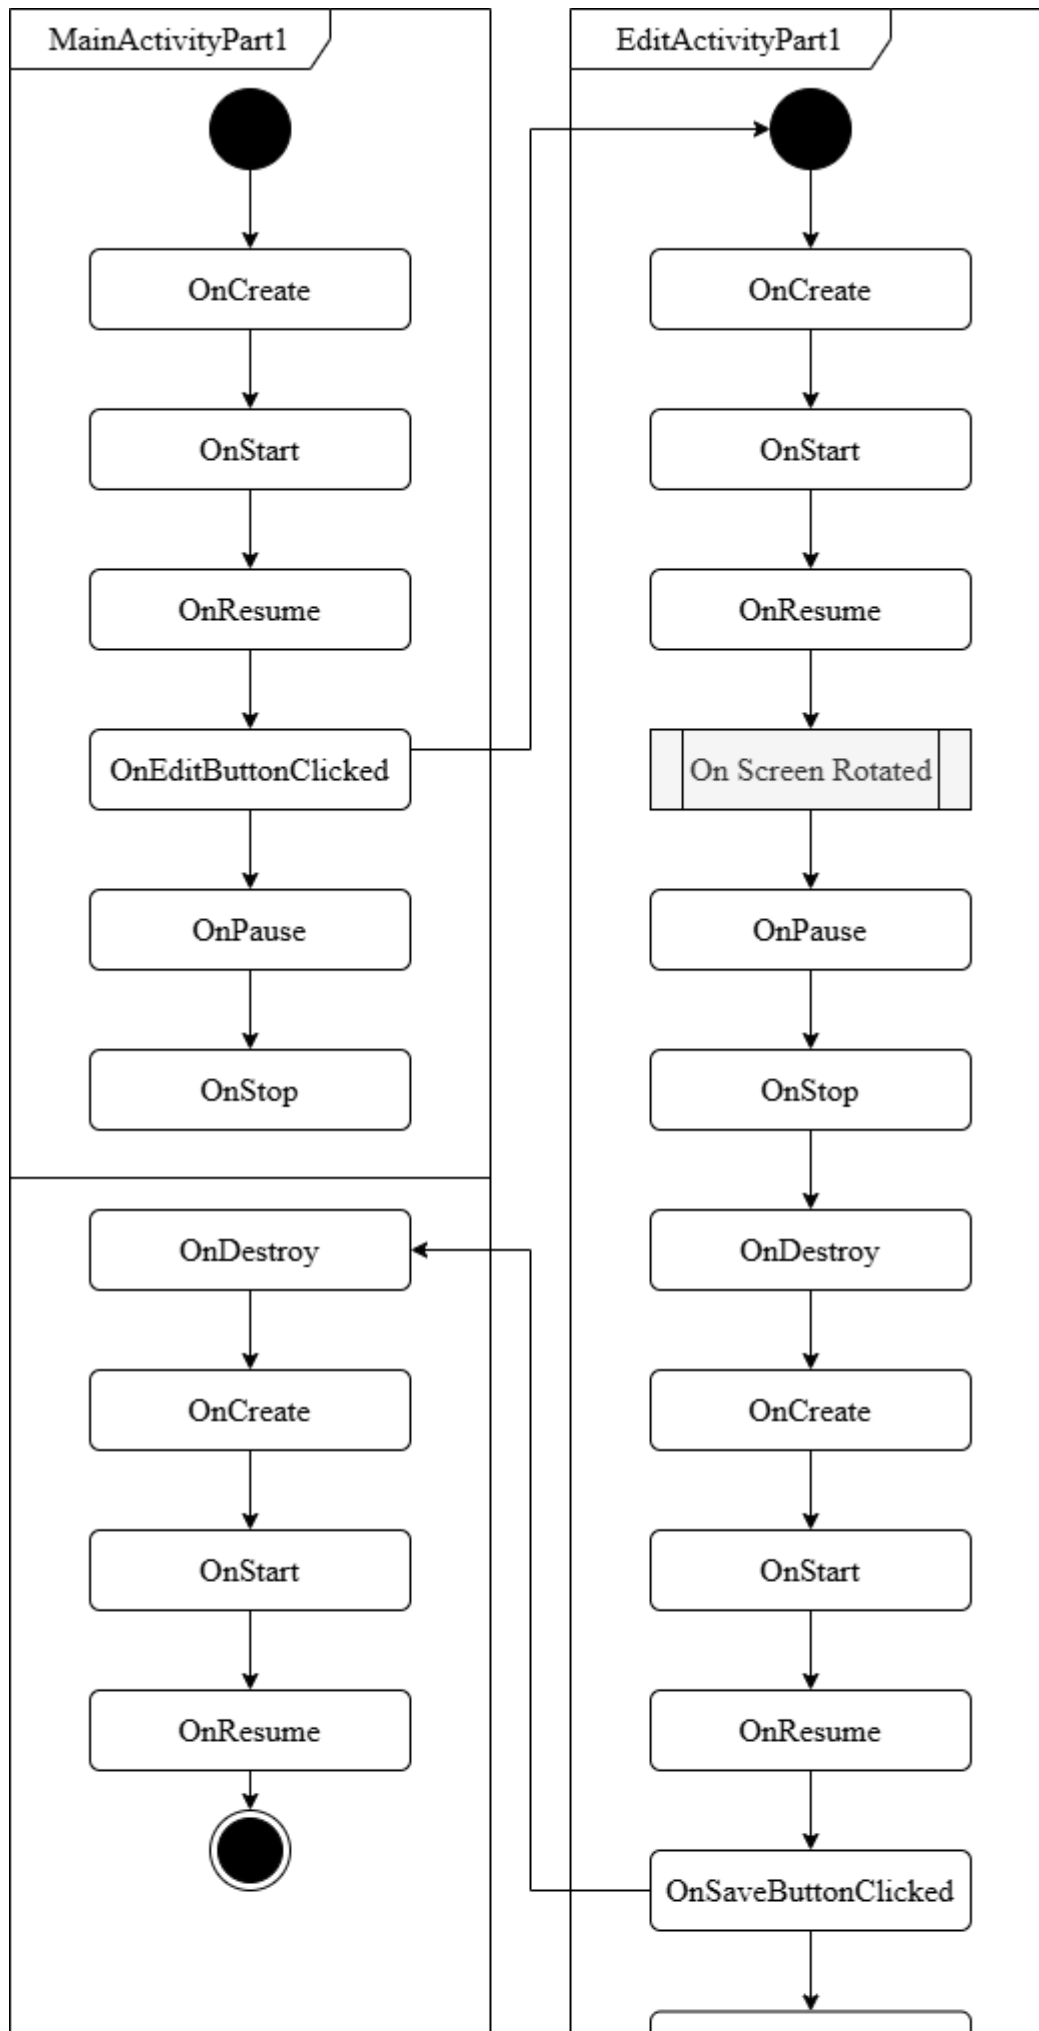 MainActivityPart1
OnCreate
OnStart
OnResume
OnEditButtonClicked
OnPause
OnStop
OnDestroy
OnCreate
OnStart
OnResume
EditActivityPart1
OnCreate
OnStart
OnResume
On Screen Rotated
OnPause
OnStop
OnDestroy
OnCreate
OnStart
OnResume
OnSaveButtonClicked